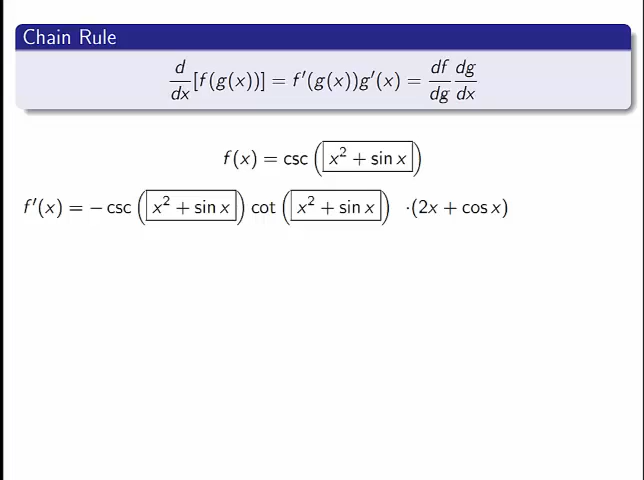 Chain Rule
d/dx [f(g(x))] = f′(g(x))g′(x) = df/dg dg/dx
f(x) = csc (x² + sin x)
f′(x) = − csc (x² + sin x) cot (x² + sin x) ·(2x + cos x)